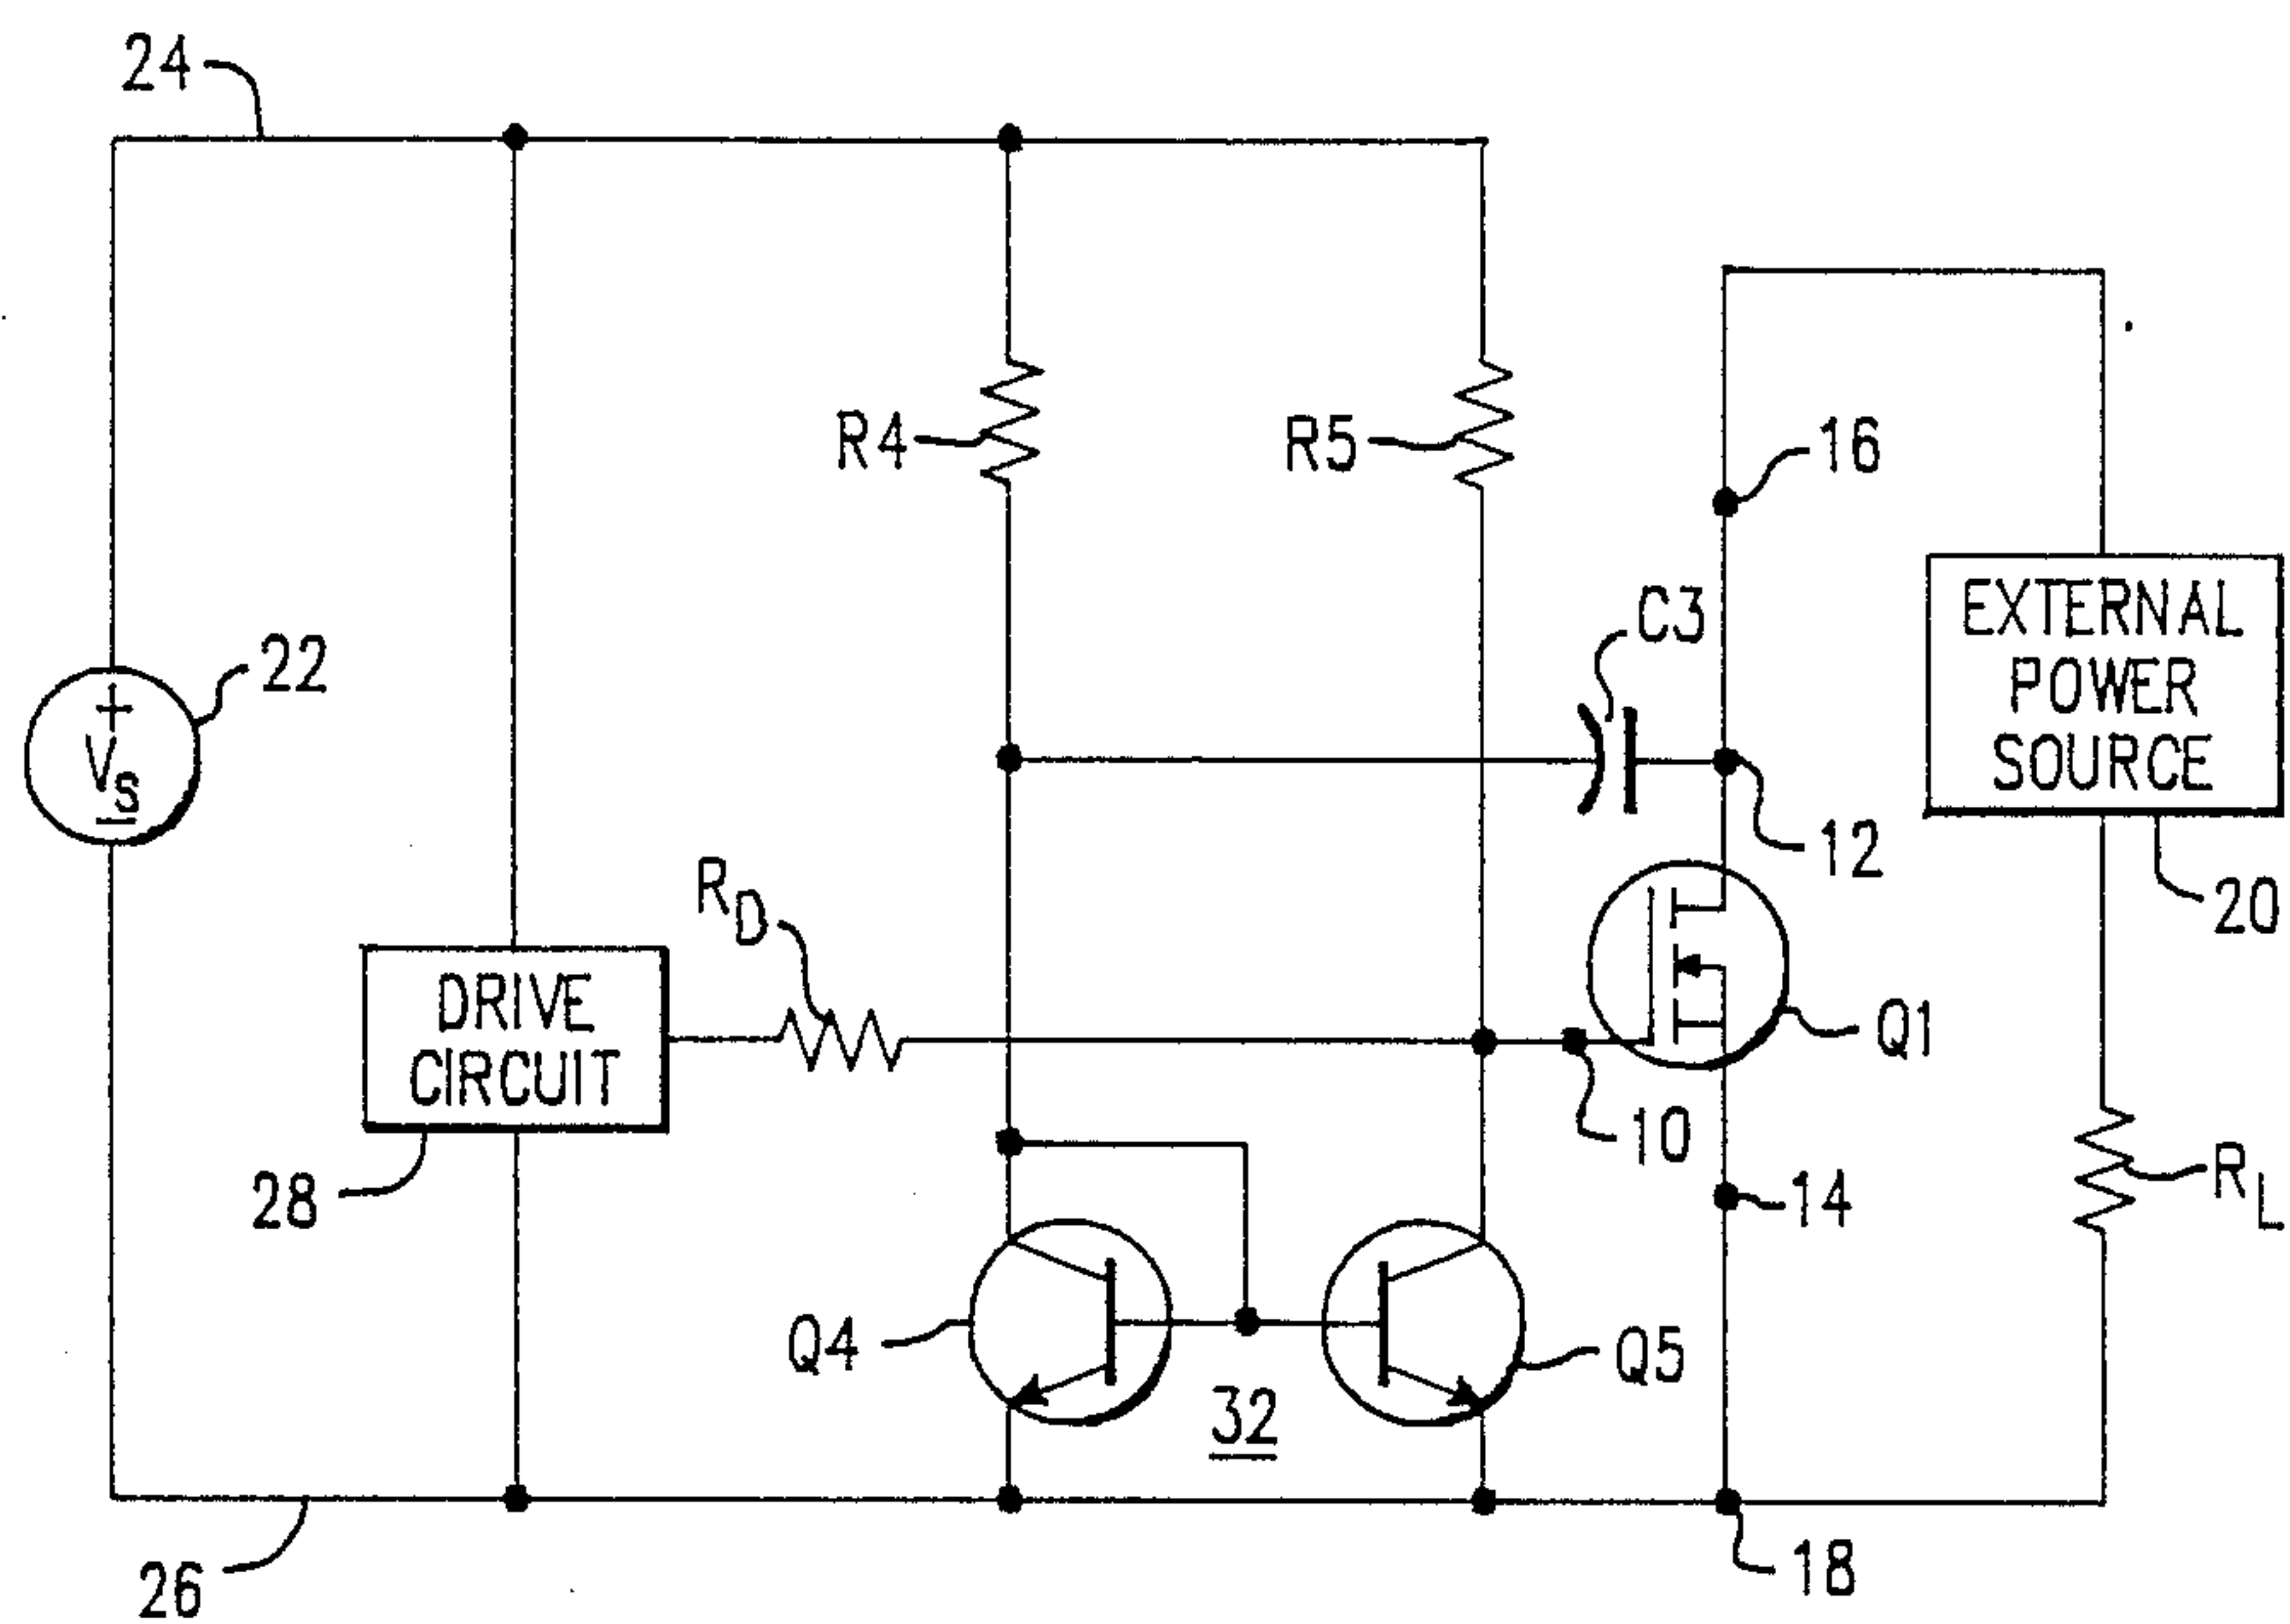 24
R4
R5
16
C3
EXTERNAL
POWER
SOURCE
22
+
VS
12
20
RD
DRIVE
CIRCUIT
Q1
10
28
14
RL
Q4
Q5
32
26
18